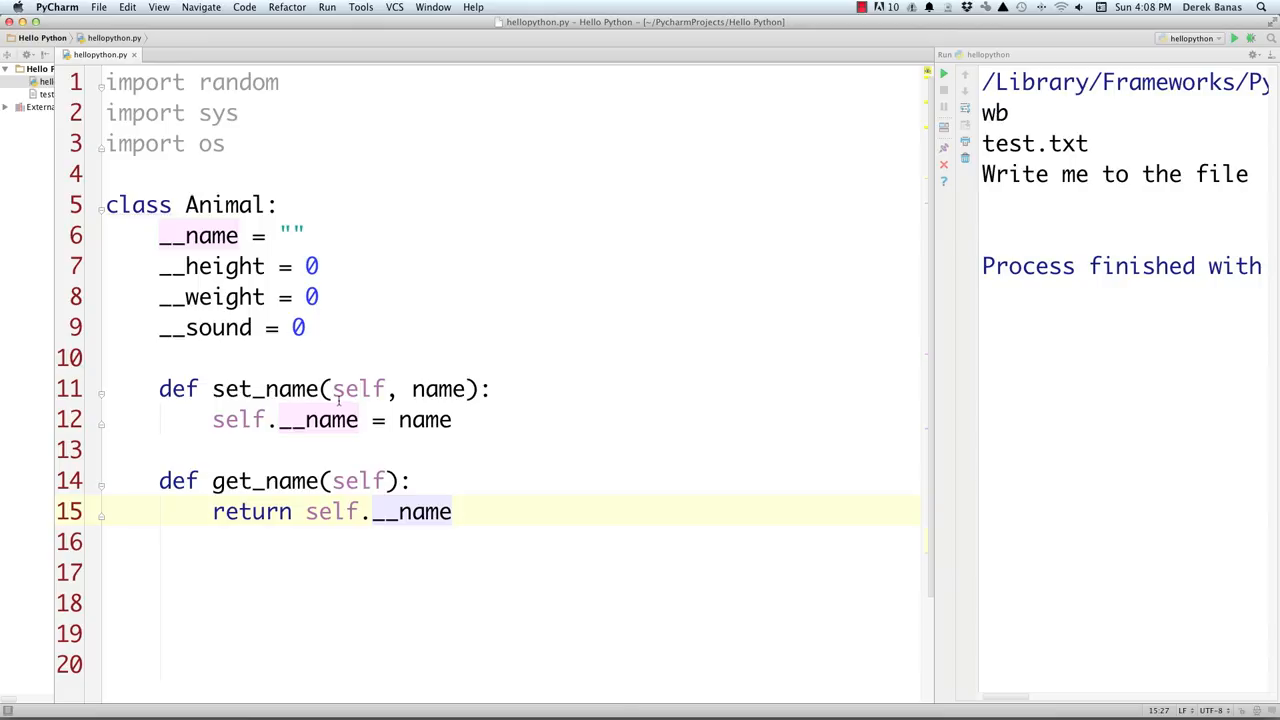 PyCharm File Edit View Navigate Code Refactor Run Tools VCS Window Help 10 Sun 4:08 PM Derek Banas
hellopython.py - Hello Python - [~/PycharmProjects/Hello Python]
Hello Python hellopython.py hellopython
hellopython.py Run hellopython
Hello P
hell
test
Extern
1 import random
2 import sys
3 import os
4
5 class Animal:
6 __name = ""
7 __height = 0
8 __weight = 0
9 __sound = 0
10
11 def set_name(self, name):
12 self.__name = name
13
14 def get_name(self):
15 return self.__name
16
17
18
19
20
/Library/Frameworks/Py
wb
test.txt
Write me to the file
Process finished with
15:27 LF UTF-8